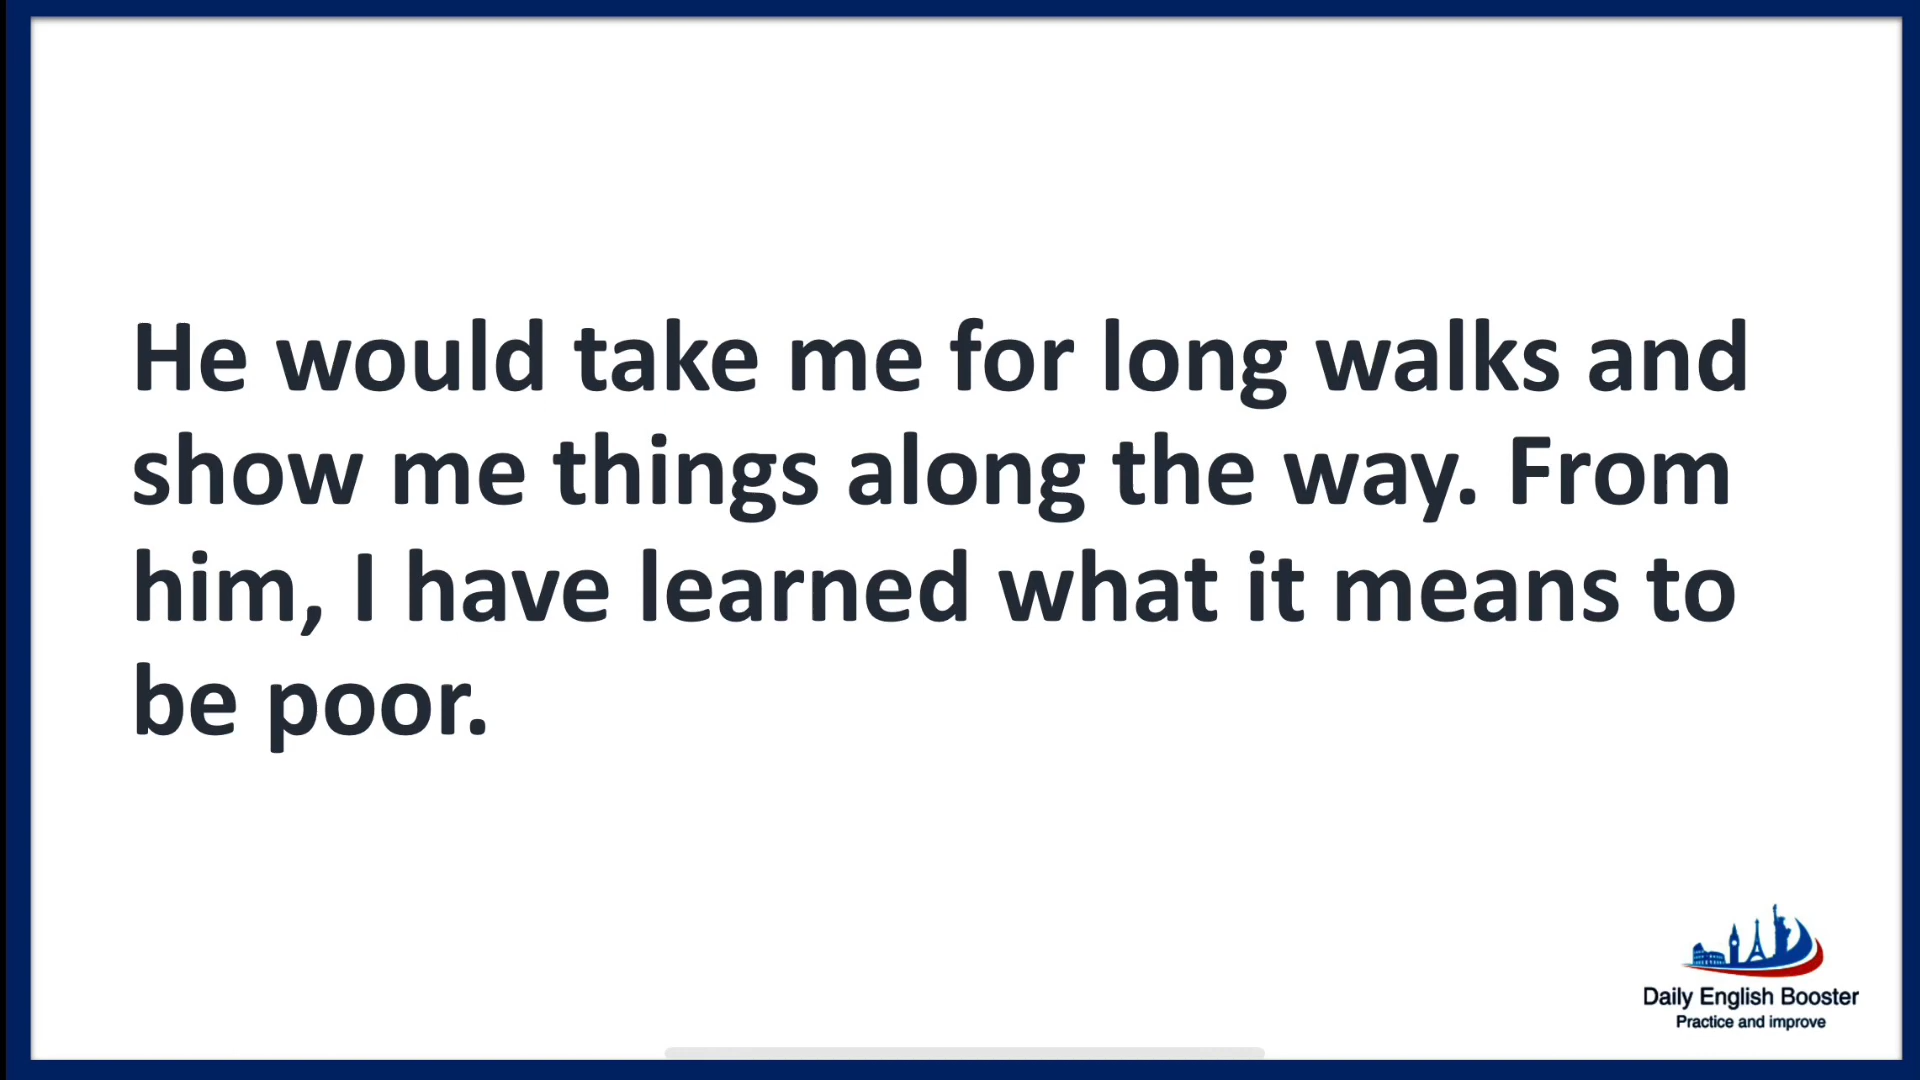 He would take me for long walks and
show me things along the way. From
him, I have learned what it means to
be poor.
Daily English Booster
Practice and improve